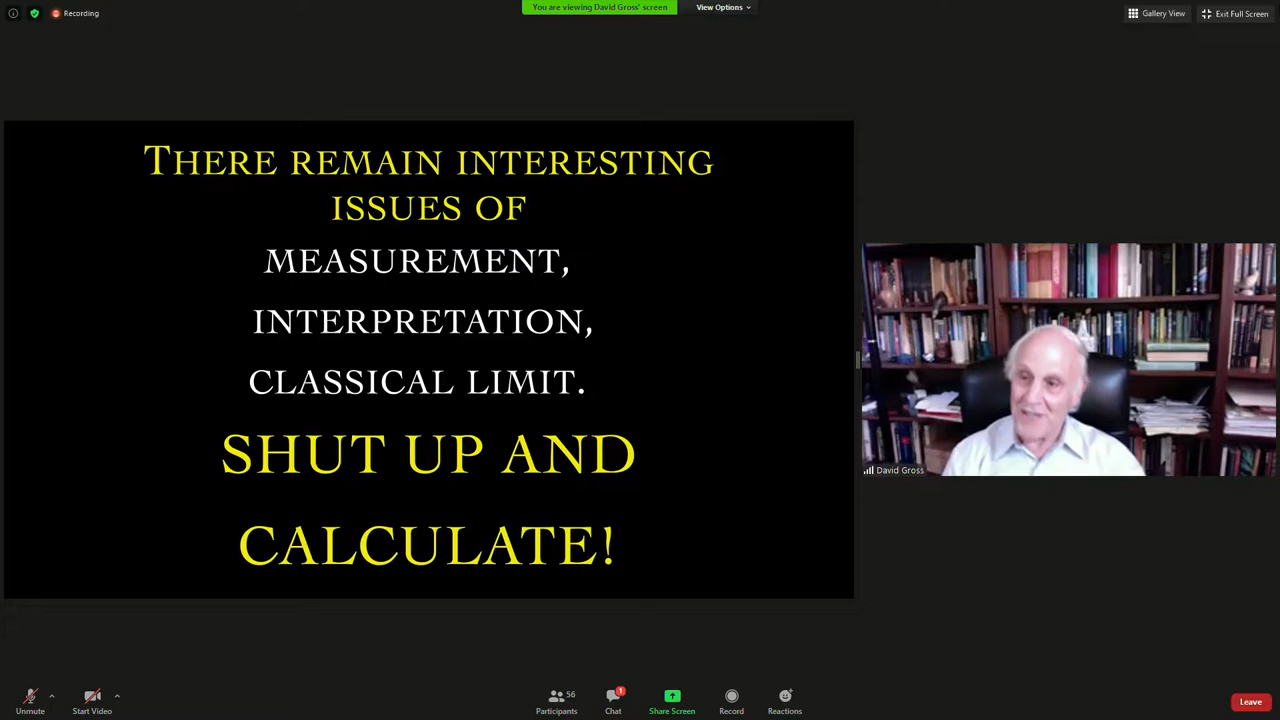 Recording
You are viewing David Gross' screen
View Options
Gallery View
Exit Full Screen
THERE REMAIN INTERESTING
ISSUES OF
MEASUREMENT,
INTERPRETATION,
CLASSICAL LIMIT.
SHUT UP AND
CALCULATE!
David Gross
Unmute
Start Video
56
Participants
1
Chat
Share Screen
Record
Reactions
Leave